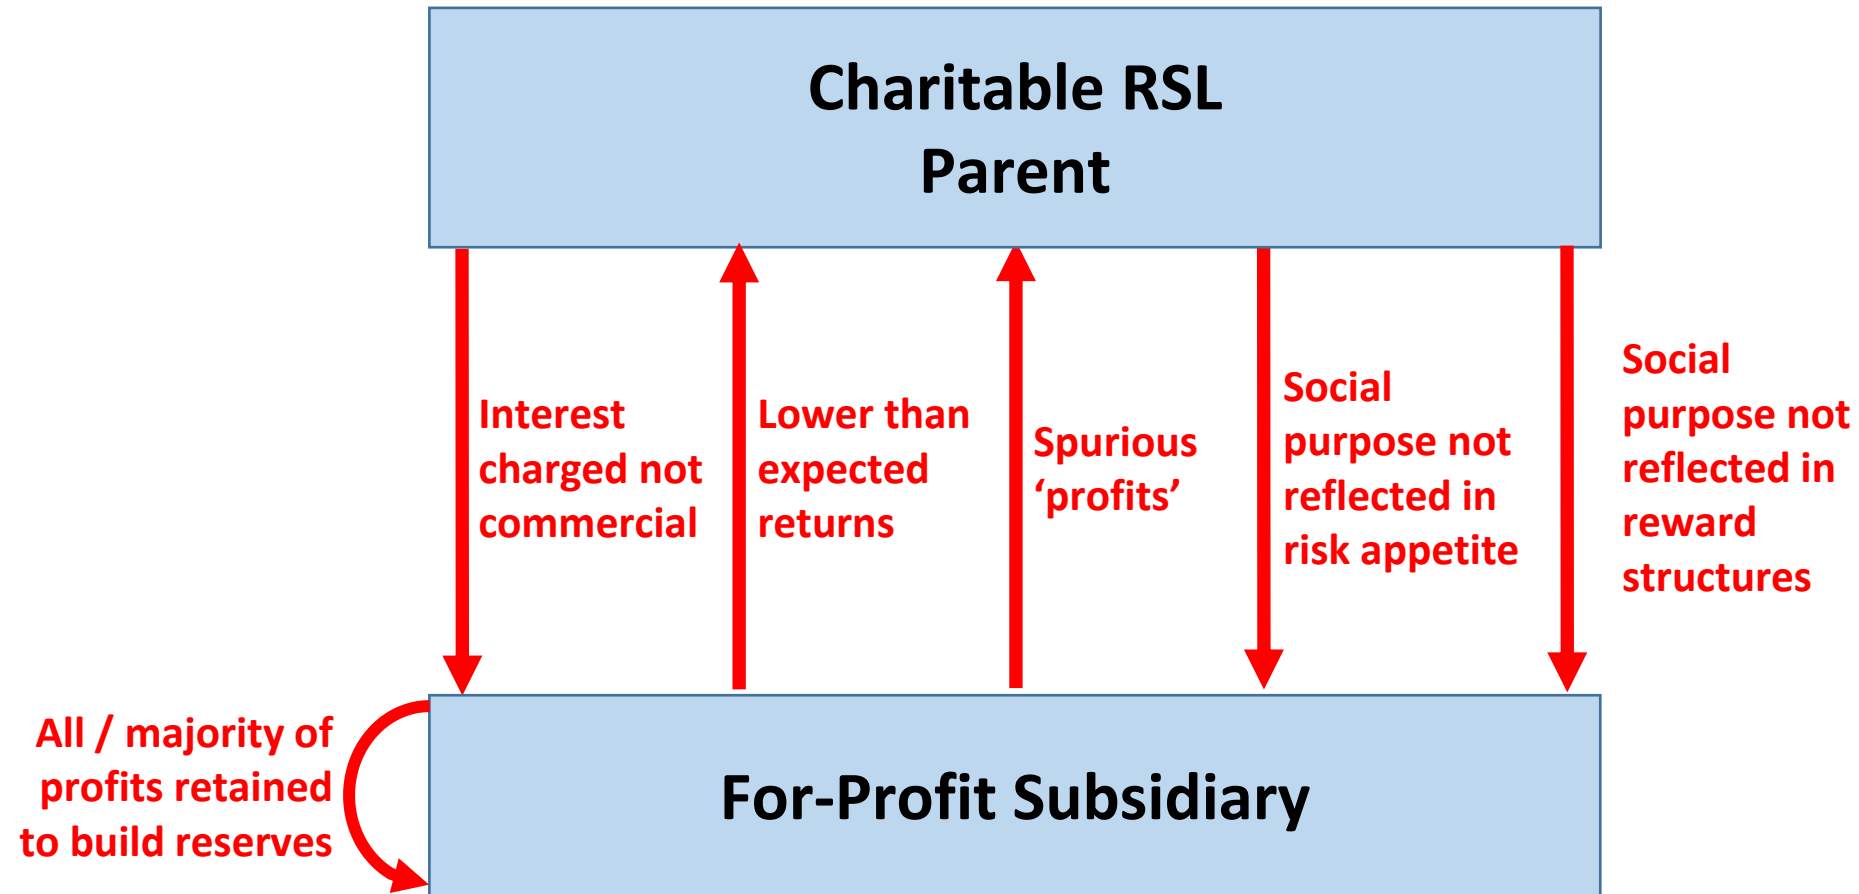 Charitable RSL
Parent
Interest
charged not
commercial
Lower than
expected
returns
Spurious
‘profits’
Social
purpose not
reflected in
risk appetite
Social
purpose not
reflected in
reward
structures
All / majority of
profits retained
to build reserves
For-Profit Subsidiary